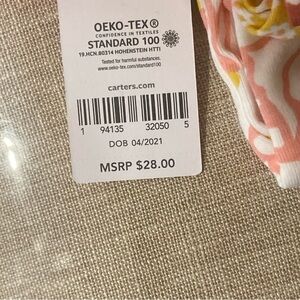 OEKO-TEX®
CONFIDENCE IN TEXTILES
STANDARD 100
19.HCN.80314 HOHENSTEIN HTTI
Tested for harmful substances.
www.oeko-tex.com/standard100
carters.com
1 94135 32050 5
DOB 04/2021
MSRP $28.00